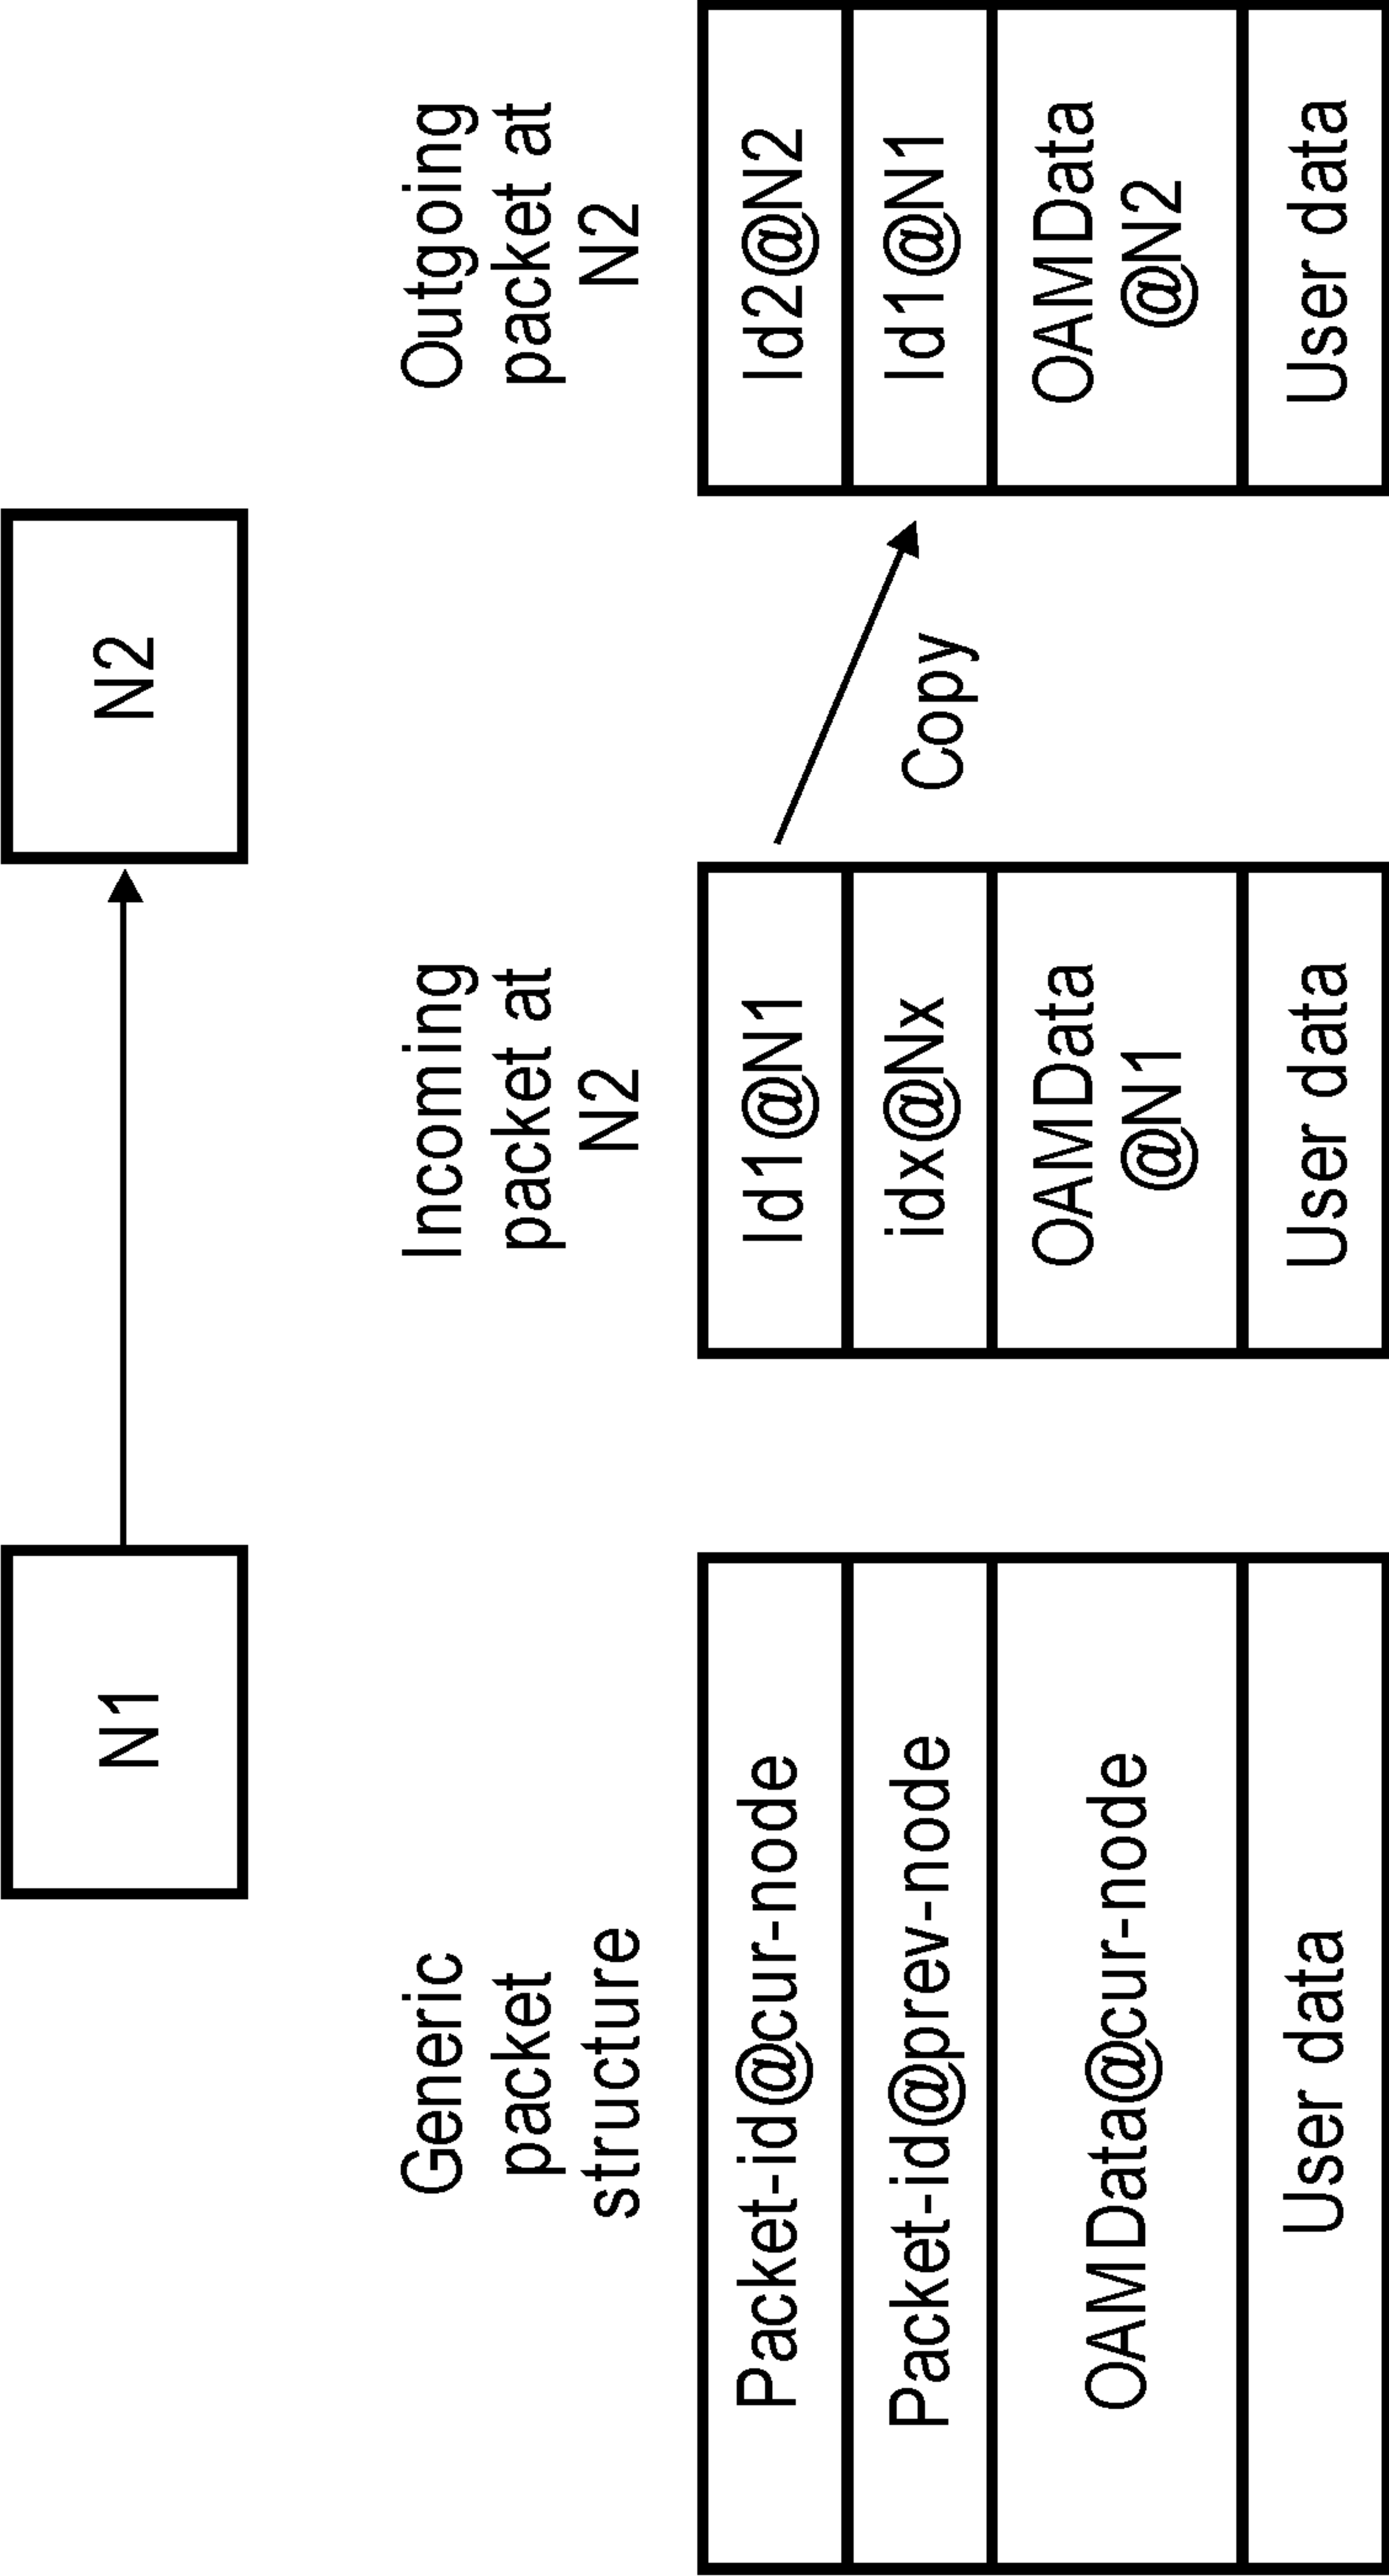 N1
N2
Generic
packet
structure
Incoming
packet at
N2
Outgoing
packet at
N2
Packet-id@cur-node
Packet-id@prev-node
OAMData@cur-node
User data
Id1@N1
idx@Nx
OAMData
@N1
User data
Copy
Id2@N2
Id1@N1
OAMData
@N2
User data